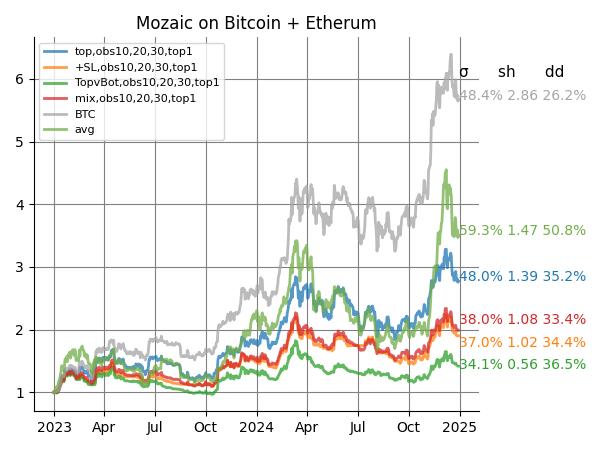 Mozaic on Bitcoin + Etherum
top,obs10,20,30,top1
+SL,obs10,20,30,top1
TopvBot,obs10,20,30,top1
mix,obs10,20,30,top1
BTC
avg
σ sh dd
48.4% 2.86 26.2%
59.3% 1.47 50.8%
48.0% 1.39 35.2%
38.0% 1.08 33.4%
37.0% 1.02 34.4%
34.1% 0.56 36.5%
6
5
4
3
2
1
2023 Apr Jul Oct 2024 Apr Jul Oct 2025